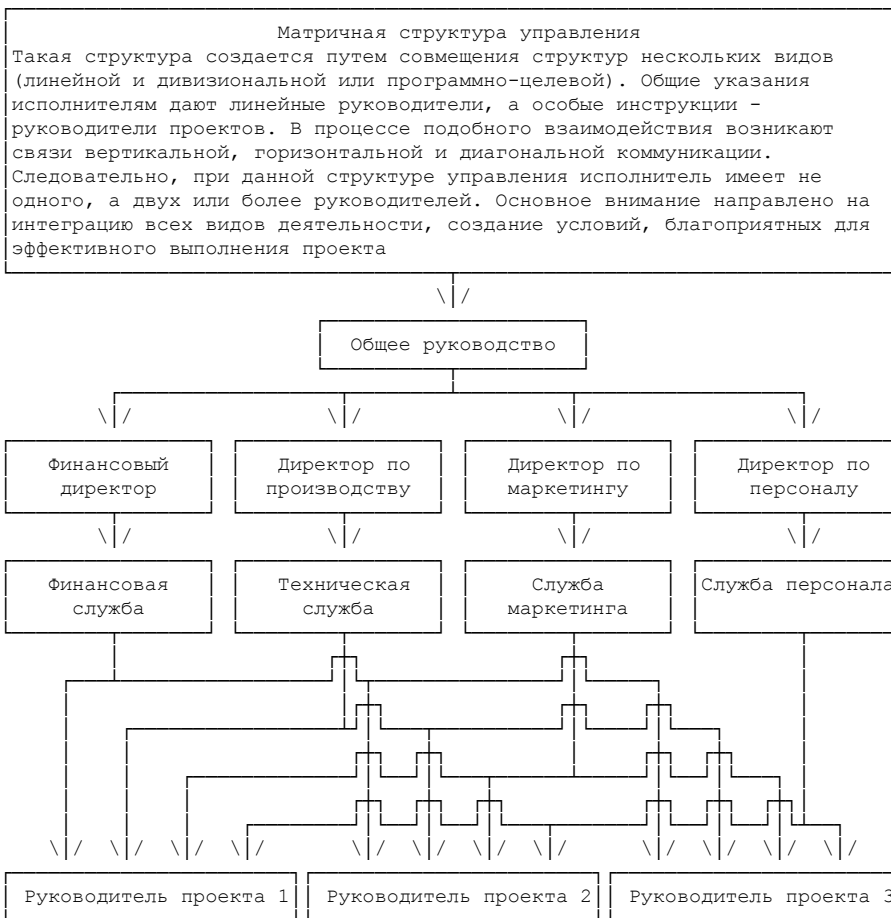 Матричная структура управления
Такая структура создается путем совмещения структур нескольких видов
(линейной и дивизиональной или программно-целевой). Общие указания
исполнителям дают линейные руководители, а особые инструкции -
руководители проектов. В процессе подобного взаимодействия возникают
связи вертикальной, горизонтальной и диагональной коммуникации.
Следовательно, при данной структуре управления исполнитель имеет не
одного, а двух или более руководителей. Основное внимание направлено на
интеграцию всех видов деятельности, создание условий, благоприятных для
эффективного выполнения проекта
Общее руководство
Финансовый директор
Директор по производству
Директор по маркетингу
Директор по персоналу
Финансовая служба
Техническая служба
Служба маркетинга
Служба персонала
Руководитель проекта 1
Руководитель проекта 2
Руководитель проекта 3